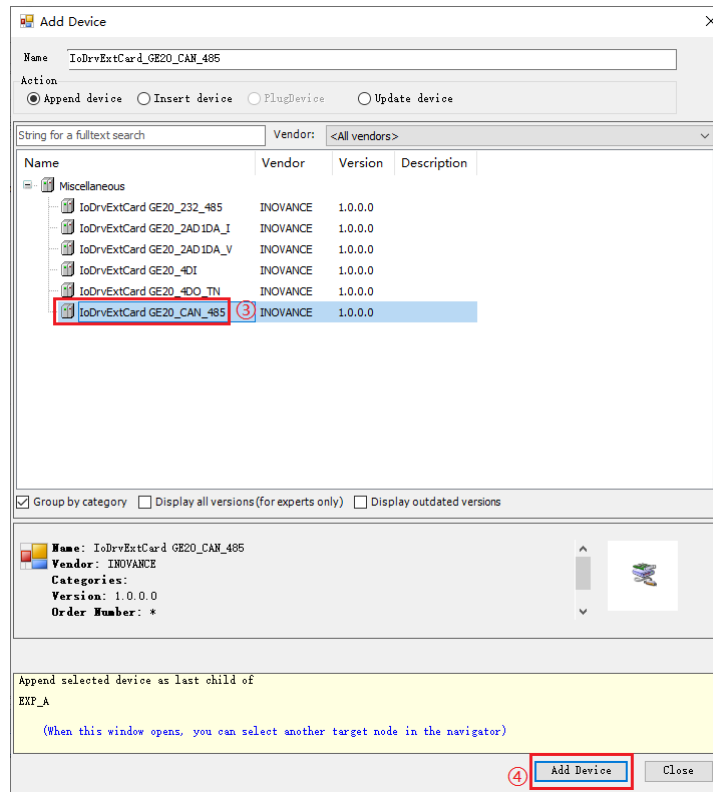 Add Device
Name IoDrvExtCard_GE20_CAN_485
Action
Append device Insert device PlugDevice Update device
String for a fulltext search Vendor: <All vendors>
Name Vendor Version Description
Miscellaneous
IoDrvExtCard GE20_232_485 INOVANCE 1.0.0.0
IoDrvExtCard GE20_2AD1DA_I INOVANCE 1.0.0.0
IoDrvExtCard GE20_2AD1DA_V INOVANCE 1.0.0.0
IoDrvExtCard GE20_4DI INOVANCE 1.0.0.0
IoDrvExtCard GE20_4DO_TN INOVANCE 1.0.0.0
IoDrvExtCard GE20_CAN_485 ③ INOVANCE 1.0.0.0
Group by category Display all versions (for experts only) Display outdated versions
Name: IoDrvExtCard GE20_CAN_485
Vendor: INOVANCE
Categories:
Version: 1.0.0.0
Order Number: *
Append selected device as last child of
EXP_A
(When this window opens, you can select another target node in the navigator)
④ Add Device Close